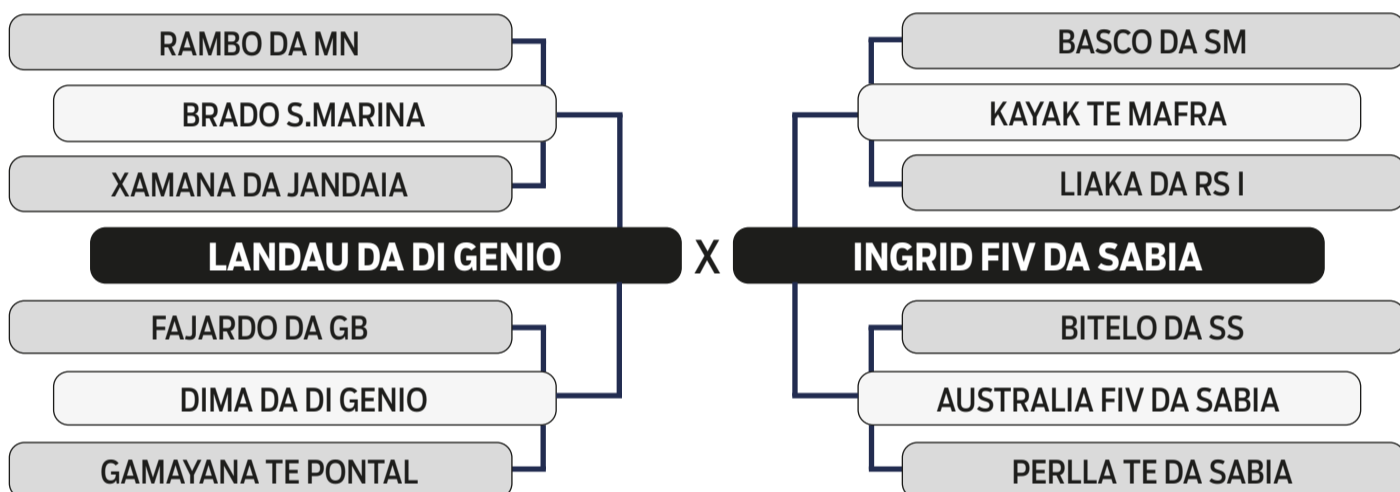 RAMBO DA MN
BRADO S.MARINA
XAMANA DA JANDAIA
LANDAU DA DI GENIO
FAJARDO DA GB
DIMA DA DI GENIO
GAMAYANA TE PONTAL
X
BASCO DA SM
KAYAK TE MAFRA
LIAKA DA RS I
INGRID FIV DA SABIA
BITELO DA SS
AUSTRALIA FIV DA SABIA
PERLLA TE DA SABIA